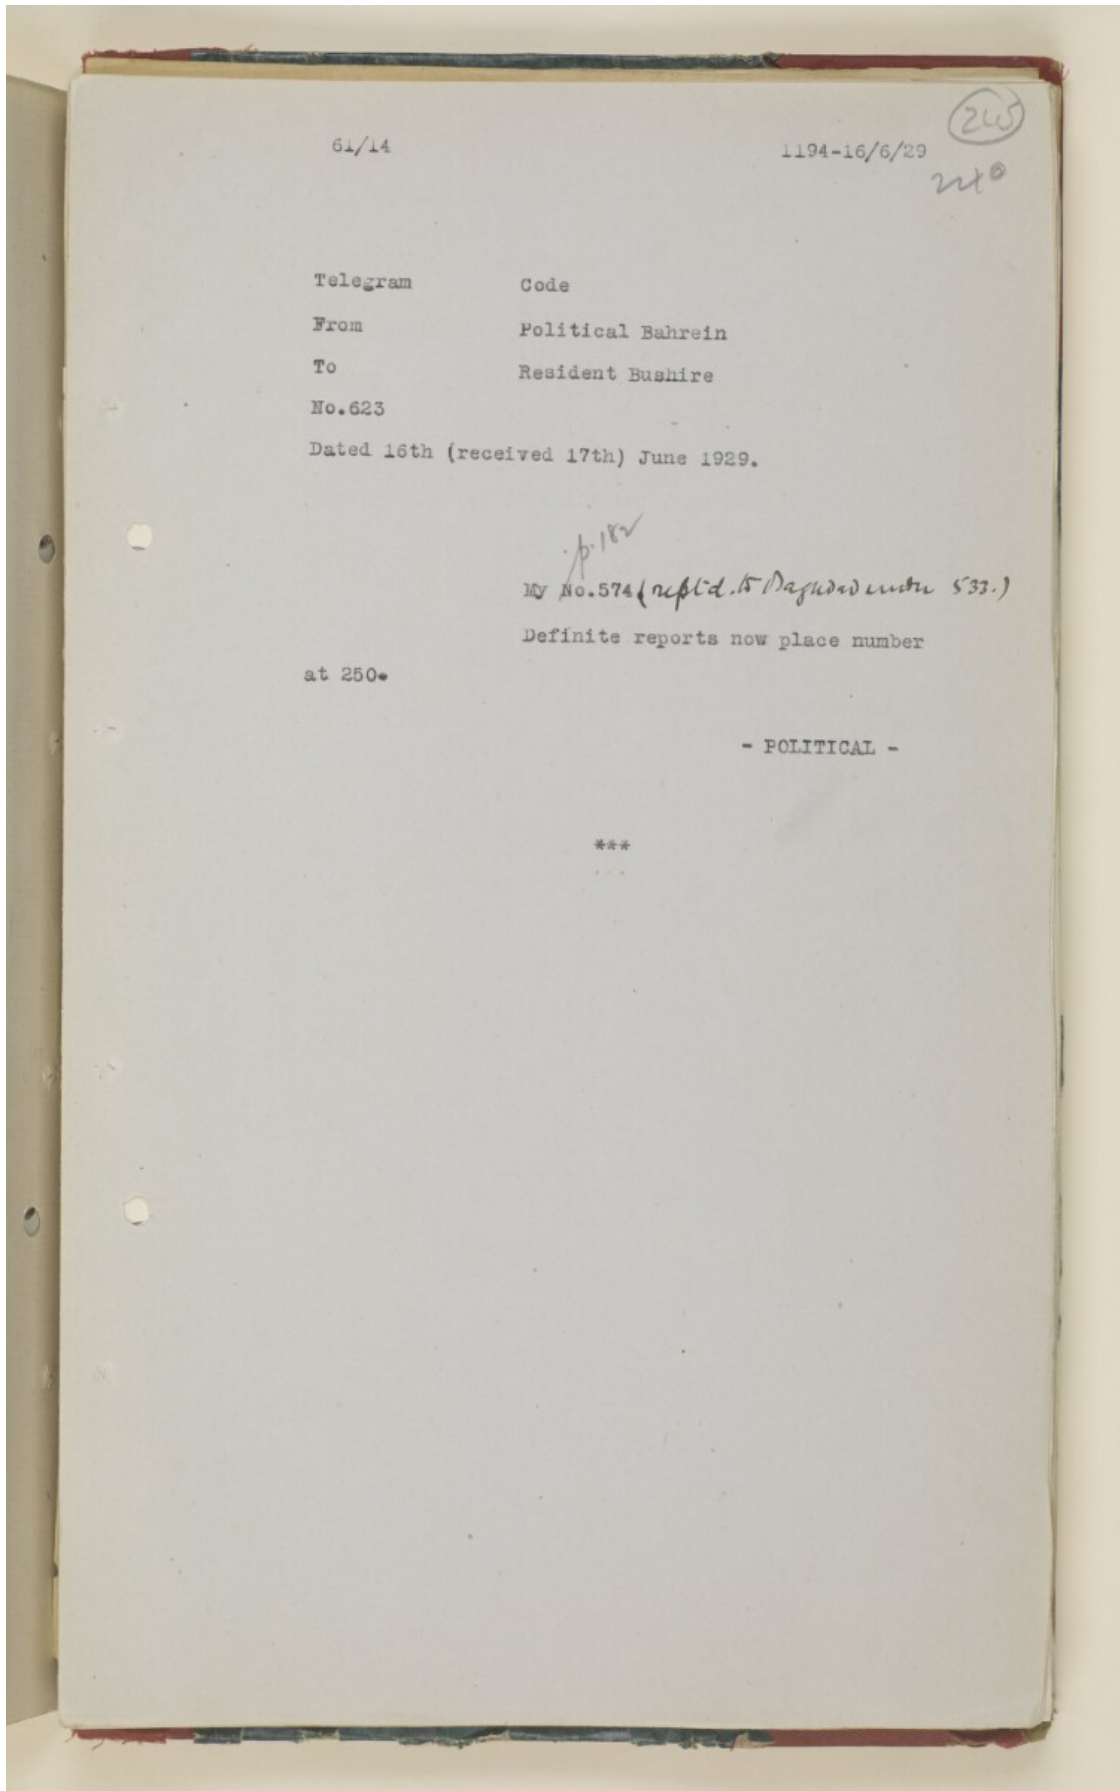 245
61/14 1194-16/6/29
240
Telegram Code
From Political Bahrein
To Resident Bushire
No.623
Dated 16th (received 17th) June 1929.
p.182
My No.574 (reptd. to Baghdad under 533.)
Definite reports now place number
at 250.
- POLITICAL -
***